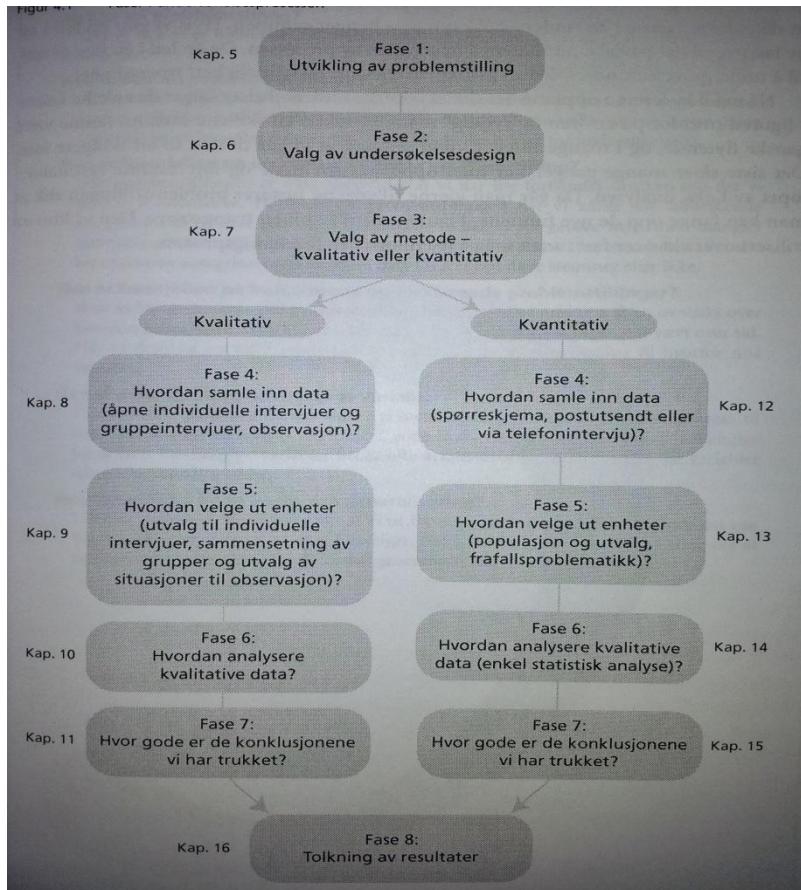 Figur 4.1
Kap. 5
Fase 1:
Utvikling av problemstilling
Kap. 6
Fase 2:
Valg av undersøkelsesdesign
Kap. 7
Fase 3:
Valg av metode –
kvalitativ eller kvantitativ
Kvalitativ
Kvantitativ
Kap. 8
Fase 4:
Hvordan samle inn data
(åpne individuelle intervjuer og
gruppeintervjuer, observasjon)?
Fase 4:
Hvordan samle inn data
(spørreskjema, postutsendt eller
via telefonintervju)?
Kap. 12
Kap. 9
Fase 5:
Hvordan velge ut enheter
(utvalg til individuelle
intervjuer, sammensetning av
grupper og utvalg av
situasjoner til observasjon)?
Fase 5:
Hvordan velge ut enheter
(populasjon og utvalg,
frafallsproblematikk)?
Kap. 13
Kap. 10
Fase 6:
Hvordan analysere
kvalitative data?
Fase 6:
Hvordan analysere kvalitative
data (enkel statistisk analyse)?
Kap. 14
Kap. 11
Fase 7:
Hvor gode er de konklusjonene
vi har trukket?
Fase 7:
Hvor gode er de konklusjonene
vi har trukket?
Kap. 15
Kap. 16
Fase 8:
Tolkning av resultater